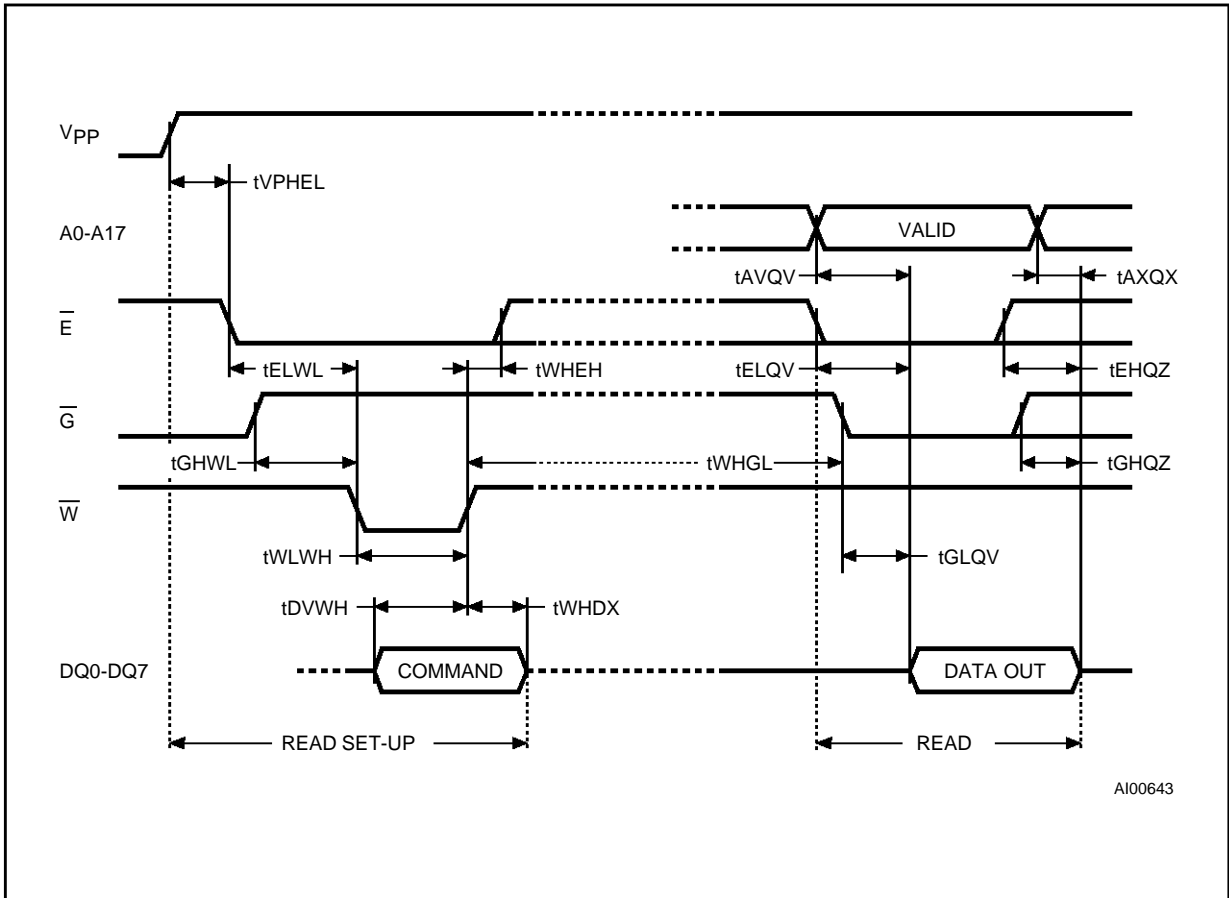 VPP
tVPHEL
A0-A17
VALID
tAVQV
tAXQX
E
tELWL
tWHEH
tELQV
tEHQZ
G
tGHWL
tWHGL
tGHQZ
W
tWLWH
tGLQV
tDVWH
tWHDX
DQ0-DQ7
COMMAND
DATA OUT
READ SET-UP
READ
AI00643